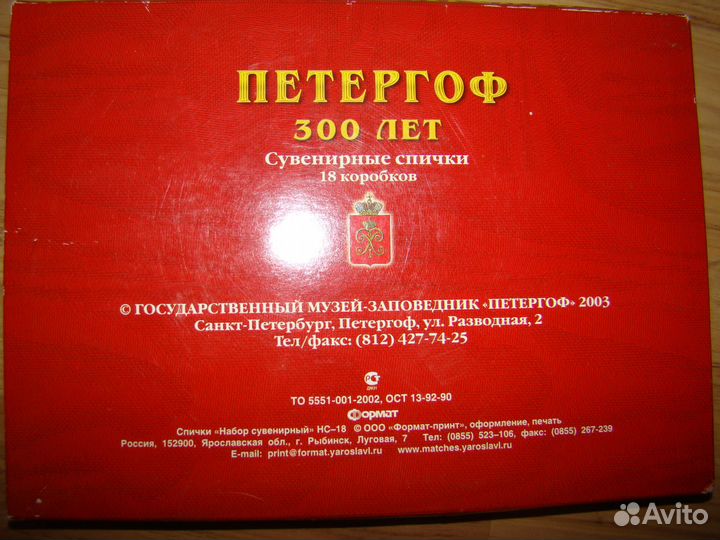 ПЕТЕРГОФ
300 ЛЕТ
Сувенирные спички
18 коробков
© ГОСУДАРСТВЕННЫЙ МУЗЕЙ-ЗАПОВЕДНИК «ПЕТЕРГОФ» 2003
Санкт-Петербург, Петергоф, ул. Разводная, 2
Тел/факс: (812) 427-74-25
ТО 5551-001-2002, ОСТ 13-92-90
Формат
Спички «Набор сувенирный» НС–18 © ООО «Формат-принт», оформление, печать
Россия, 152900, Ярославская обл., г. Рыбинск, Луговая, 7 Тел: (0855) 523–106, факс: (0855) 267-239
E-mail: print@format.yaroslavl.ru www.matches.yaroslavl.ru
Avito